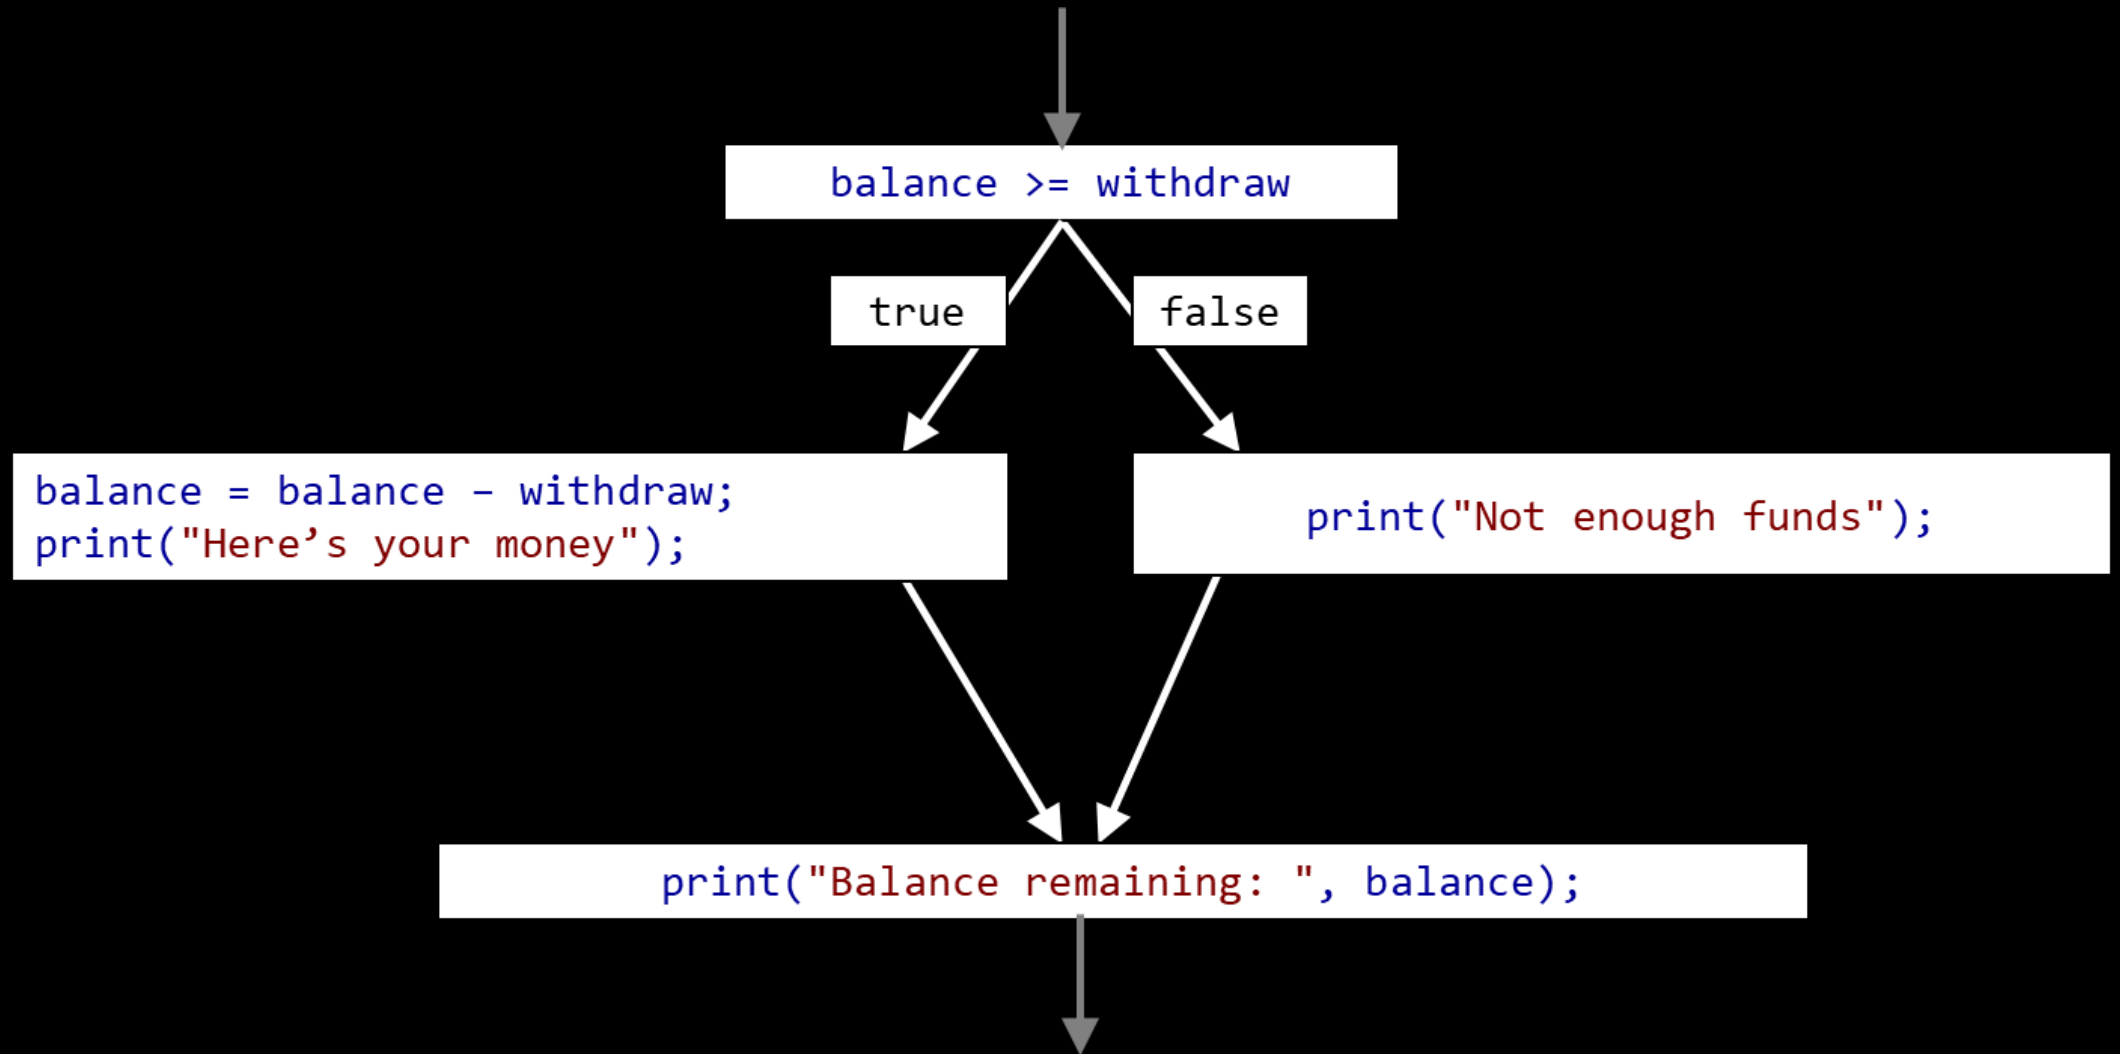 balance >= withdraw
true
false
balance = balance – withdraw;
print("Here’s your money");
print("Not enough funds");
print("Balance remaining: ", balance);